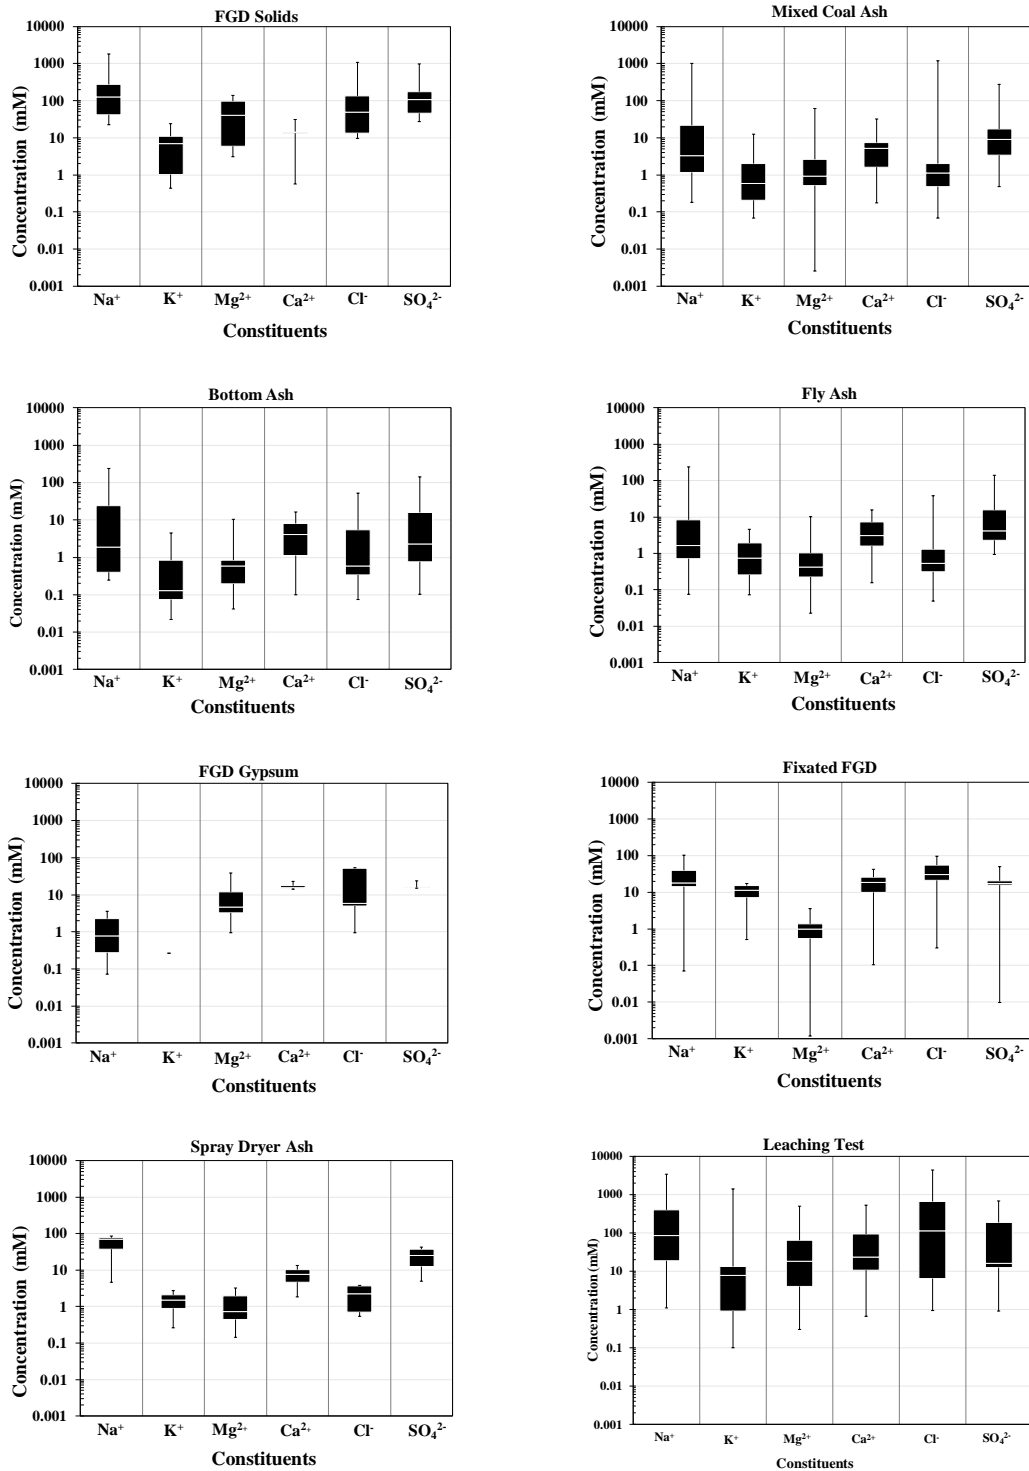 FGD Solids
10000
1000
100
10
1
0.1
0.01
0.001
Concentration (mM)
Na⁺ K⁺ Mg²⁺ Ca²⁺ Cl⁻ SO₄²⁻
Constituents
Mixed Coal Ash
10000
1000
100
10
1
0.1
0.01
0.001
Concentration (mM)
Na⁺ K⁺ Mg²⁺ Ca²⁺ Cl⁻ SO₄²⁻
Constituents
Bottom Ash
10000
1000
100
10
1
0.1
0.01
0.001
Concentration (mM)
Na⁺ K⁺ Mg²⁺ Ca²⁺ Cl⁻ SO₄²⁻
Constituents
Fly Ash
10000
1000
100
10
1
0.1
0.01
0.001
Concentration (mM)
Na⁺ K⁺ Mg²⁺ Ca²⁺ Cl⁻ SO₄²⁻
Constituents
FGD Gypsum
10000
1000
100
10
1
0.1
0.01
0.001
Concentration (mM)
Na⁺ K⁺ Mg²⁺ Ca²⁺ Cl⁻ SO₄²⁻
Constituents
Fixated FGD
10000
1000
100
10
1
0.1
0.01
0.001
Concentration (mM)
Na⁺ K⁺ Mg²⁺ Ca²⁺ Cl⁻ SO₄²⁻
Constituents
Spray Dryer Ash
10000
1000
100
10
1
0.1
0.01
0.001
Concentration (mM)
Na⁺ K⁺ Mg²⁺ Ca²⁺ Cl⁻ SO₄²⁻
Constituents
Leaching Test
10000
1000
100
10
1
0.1
0.01
0.001
Concentration (mM)
Na⁺ K⁺ Mg²⁺ Ca²⁺ Cl⁻ SO₄²⁻
Constituents